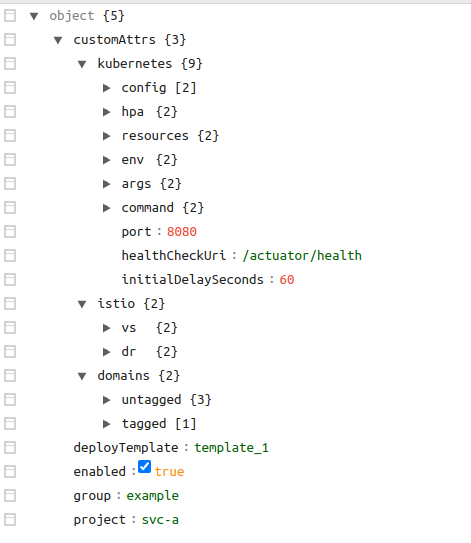 object {5}
customAttrs {3}
kubernetes {9}
config [2]
hpa {2}
resources {2}
env {2}
args {2}
command {2}
port : 8080
healthCheckUri : /actuator/health
initialDelaySeconds : 60
istio {2}
vs {2}
dr {2}
domains {2}
untagged {3}
tagged [1]
deployTemplate : template_1
enabled : true
group : example
project : svc-a